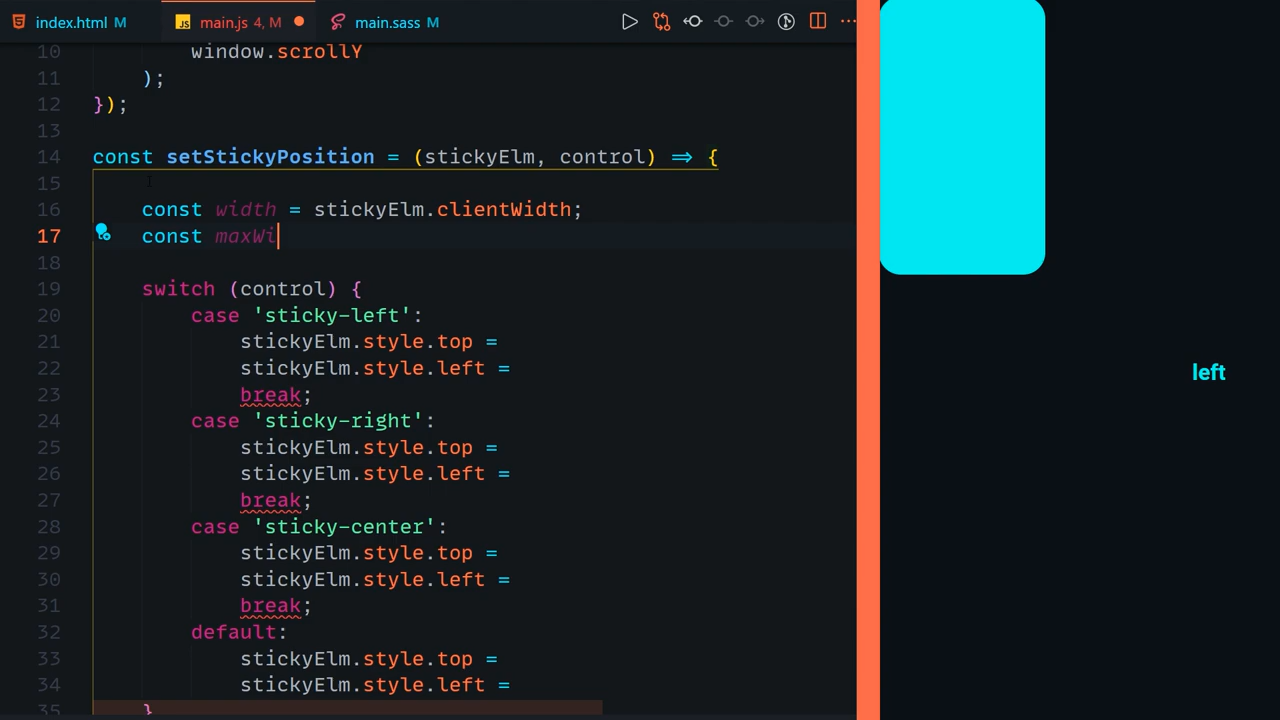 index.html M main.js 4, M main.sass M
10 window.scrollY
11 );
12 });
13
14 const setStickyPosition = (stickyElm, control) => {
15
16 const width = stickyElm.clientWidth;
17 const maxWi
18
19 switch (control) {
20 case 'sticky-left':
21 stickyElm.style.top =
22 stickyElm.style.left =
23 break;
24 case 'sticky-right':
25 stickyElm.style.top =
26 stickyElm.style.left =
27 break;
28 case 'sticky-center':
29 stickyElm.style.top =
30 stickyElm.style.left =
31 break;
32 default:
33 stickyElm.style.top =
34 stickyElm.style.left =
35 }
left